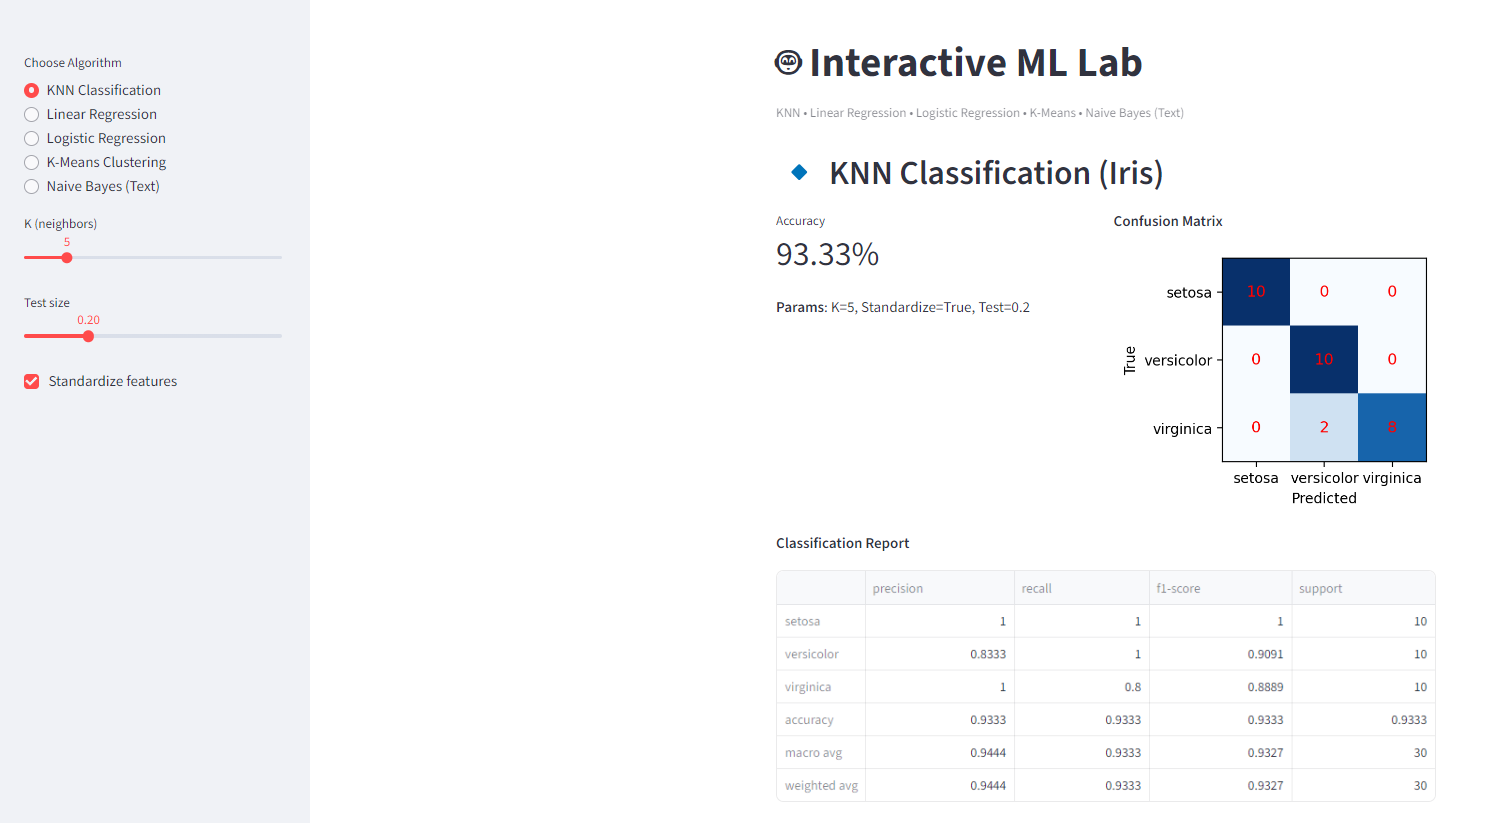 Choose Algorithm
KNN Classification
Linear Regression
Logistic Regression
K-Means Clustering
Naive Bayes (Text)
K (neighbors)
5
Test size
0.20
Standardize features
Interactive ML Lab
KNN • Linear Regression • Logistic Regression • K-Means • Naive Bayes (Text)
KNN Classification (Iris)
Accuracy
93.33%
Params: K=5, Standardize=True, Test=0.2
Confusion Matrix
True
setosa 10 0 0
versicolor 0 10 0
virginica 0 2 8
setosa versicolor virginica
Predicted
Classification Report
precision recall f1-score support
setosa 1 1 1 10
versicolor 0.8333 1 0.9091 10
virginica 1 0.8 0.8889 10
accuracy 0.9333 0.9333 0.9333 0.9333
macro avg 0.9444 0.9333 0.9327 30
weighted avg 0.9444 0.9333 0.9327 30